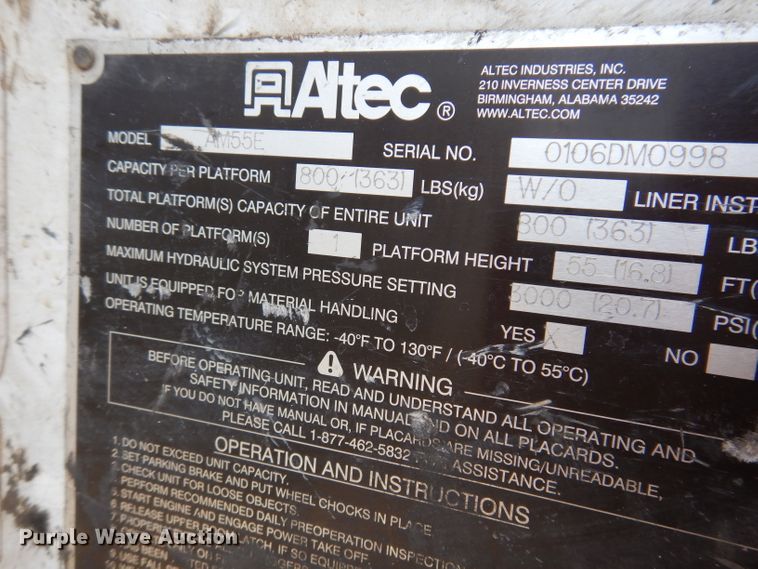 Altec ®
ALTEC INDUSTRIES, INC.
210 INVERNESS CENTER DRIVE
BIRMINGHAM, ALABAMA 35242
WWW.ALTEC.COM
MODEL AM55E SERIAL NO. 0106DM0998
CAPACITY PER PLATFORM 800 (363) LBS(kg) W/O LINER INST
TOTAL PLATFORM(S) CAPACITY OF ENTIRE UNIT 800 (363) LB
NUMBER OF PLATFORM(S) 1 PLATFORM HEIGHT 55 (16.8) FT(
MAXIMUM HYDRAULIC SYSTEM PRESSURE SETTING 3000 (20.7) PSI(
UNIT IS EQUIPPED FOR MATERIAL HANDLING YES X NO
OPERATING TEMPERATURE RANGE: -40°F TO 130°F / (-40°C TO 55°C)
WARNING
BEFORE OPERATING UNIT, READ AND UNDERSTAND ALL OPERATING AND
SAFETY INFORMATION IN MANUAL AND ON ALL PLACARDS.
IF YOU DO NOT HAVE MANUAL OR, IF PLACARDS ARE MISSING/UNREADABLE,
PLEASE CALL 1-877-462-5832 FOR ASSISTANCE.
OPERATION AND INSTRUCTIONS
1. DO NOT EXCEED UNIT CAPACITY.
2. SET PARKING BRAKE AND PUT WHEEL CHOCKS IN PLACE
3. CHECK UNIT FOR LOOSE OBJECTS.
PERFORM RECOMMENDED DAILY PREOPERATION INSPECTION
START ENGINE AND ENGAGE POWER TAKE OFF.
RELEASE UPPER BOOM LATCH, IF SO EQUIPPED
Purple Wave Auction